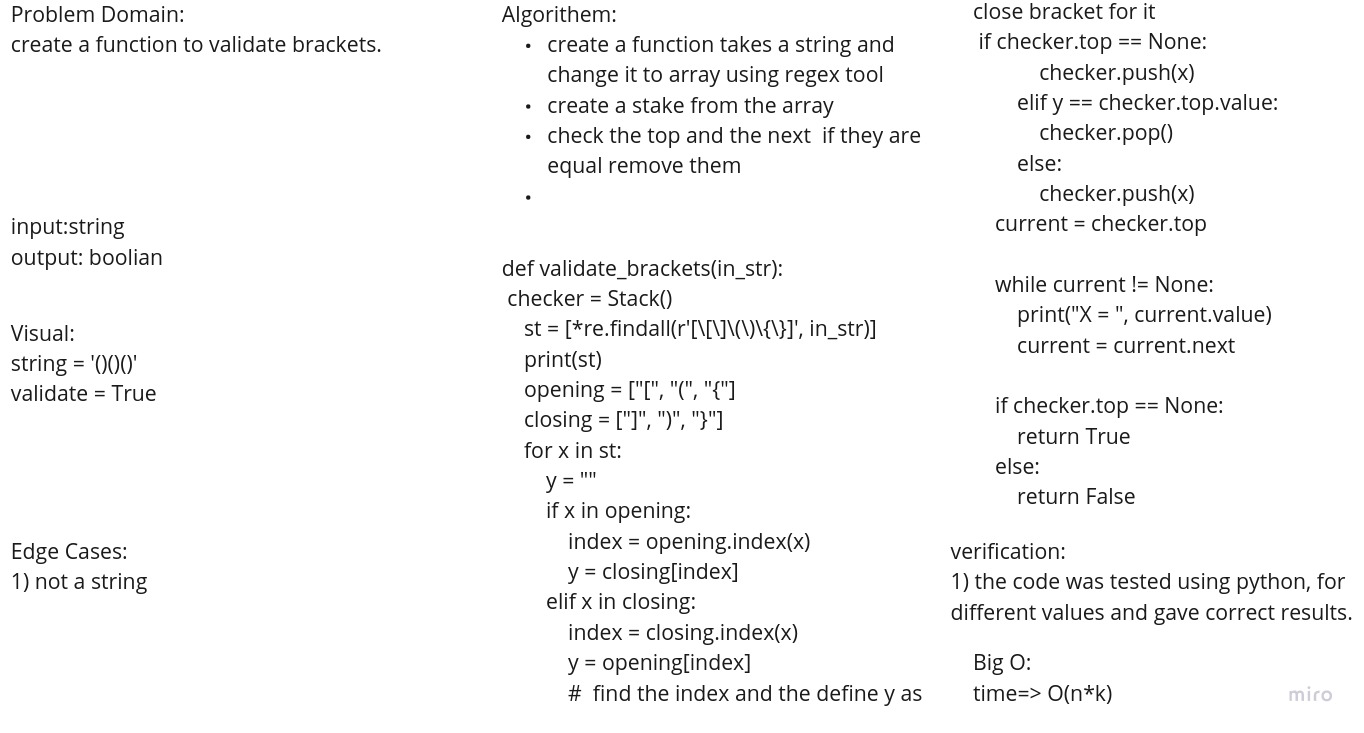 Problem Domain:
create a function to validate brackets.
input:string
output: boolian
Visual:
string = '()()()'
validate = True
Edge Cases:
1) not a string
Algorithem:
• create a function takes a string and
change it to array using regex tool
• create a stake from the array
• check the top and the next  if they are
equal remove them
•
def validate_brackets(in_str):
 checker = Stack()
    st = [*re.findall(r'[\[\]\(\)\{\}]', in_str)]
    print(st)
    opening = ["[", "(", "{"]
    closing = ["]", ")", "}"]
    for x in st:
        y = ""
        if x in opening:
            index = opening.index(x)
            y = closing[index]
        elif x in closing:
            index = closing.index(x)
            y = opening[index]
            #  find the index and the define y as
close bracket for it
 if checker.top == None:
            checker.push(x)
        elif y == checker.top.value:
            checker.pop()
        else:
            checker.push(x)
    current = checker.top
    while current != None:
        print("X = ", current.value)
        current = current.next
    if checker.top == None:
        return True
    else:
        return False
verification:
1) the code was tested using python, for
different values and gave correct results.
Big O:
time=> O(n*k)
miro